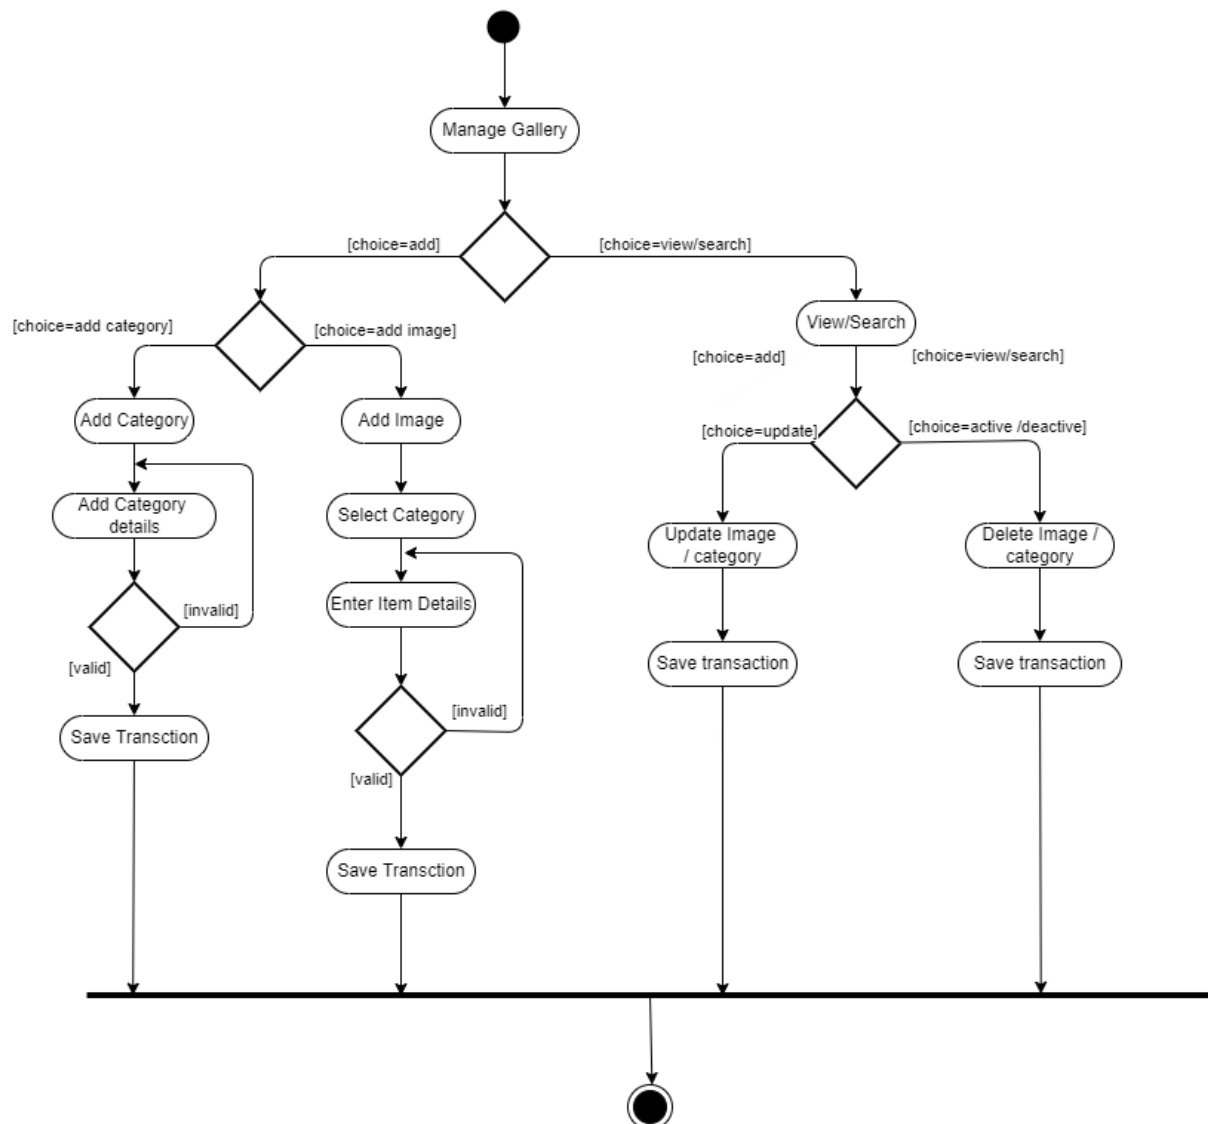 Manage Gallery
[choice=add]
[choice=view/search]
[choice=add category]
[choice=add image]
View/Search
[choice=add]
[choice=view/search]
Add Category
Add Image
[choice=update]
[choice=active /deactive]
Add Category
details
Select Category
Update Image
/ category
Delete Image /
category
[invalid]
Enter Item Details
[valid]
Save transaction
Save transaction
[invalid]
Save Transction
[valid]
Save Transction